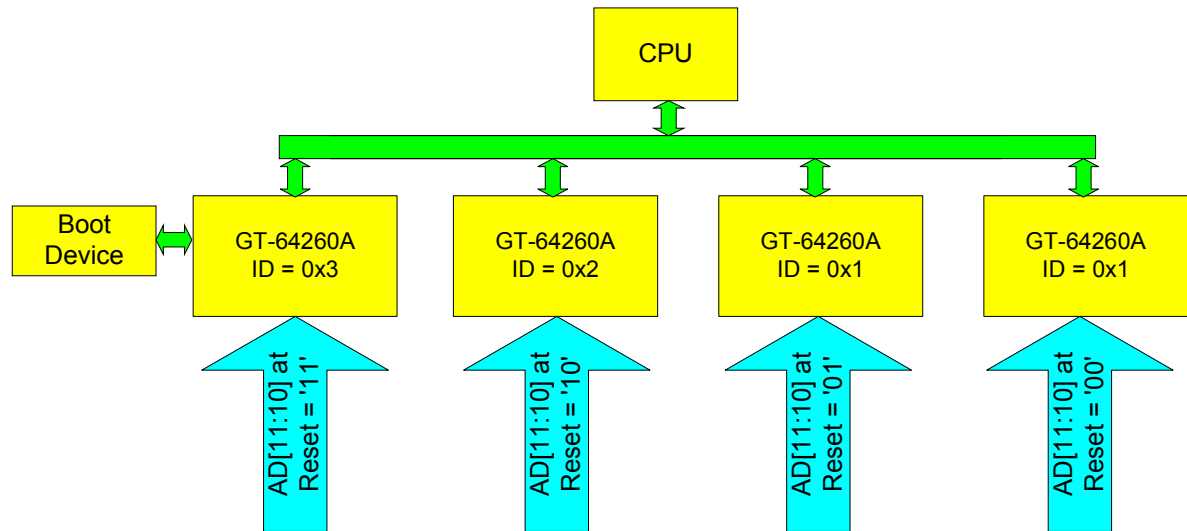 CPU
Boot
Device
GT-64260A
ID = 0x3
GT-64260A
ID = 0x2
GT-64260A
ID = 0x1
GT-64260A
ID = 0x1
AD[11:10] at
Reset = '11'
AD[11:10] at
Reset = '10'
AD[11:10] at
Reset = '01'
AD[11:10] at
Reset = '00'